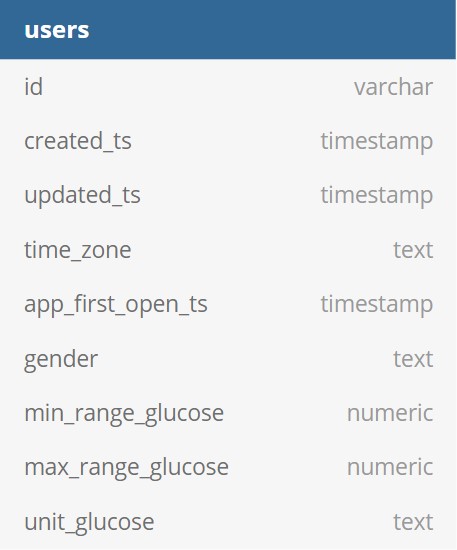 users
id varchar
created_ts timestamp
updated_ts timestamp
time_zone text
app_first_open_ts timestamp
gender text
min_range_glucose numeric
max_range_glucose numeric
unit_glucose text